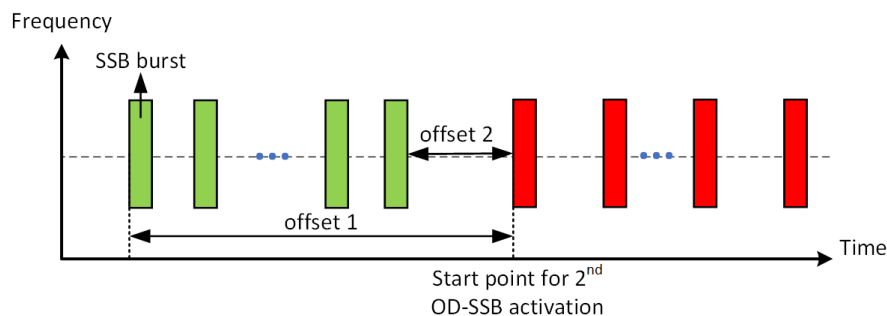 Frequency
SSB burst
offset 2
offset 1
Time
Start point for 2nd
OD-SSB activation